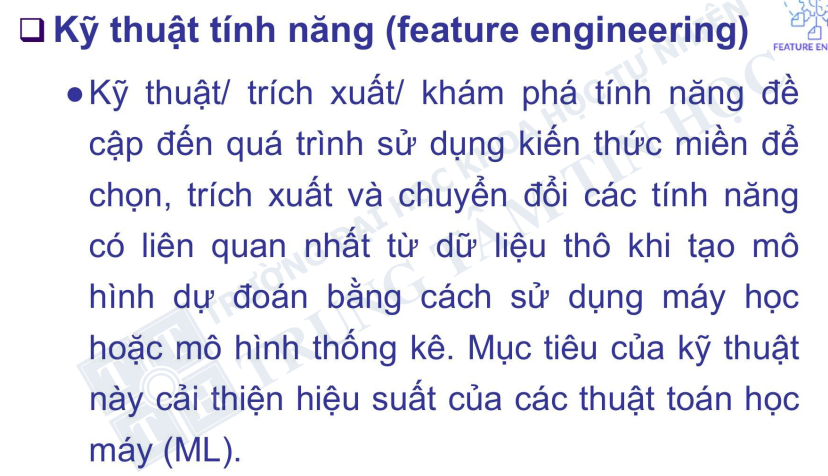 Kỹ thuật tính năng (feature engineering)
FEATURE EN
●Kỹ thuật/ trích xuất/ khám phá tính năng đề
cập đến quá trình sử dụng kiến thức miền để
chọn, trích xuất và chuyển đổi các tính năng
có liên quan nhất từ dữ liệu thô khi tạo mô
hình dự đoán bằng cách sử dụng máy học
hoặc mô hình thống kê. Mục tiêu của kỹ thuật
này cải thiện hiệu suất của các thuật toán học
máy (ML).
TRƯỜNG ĐẠI HỌC KHOA HỌC TỰ NHIÊN
TRUNG TÂM TIN HỌC